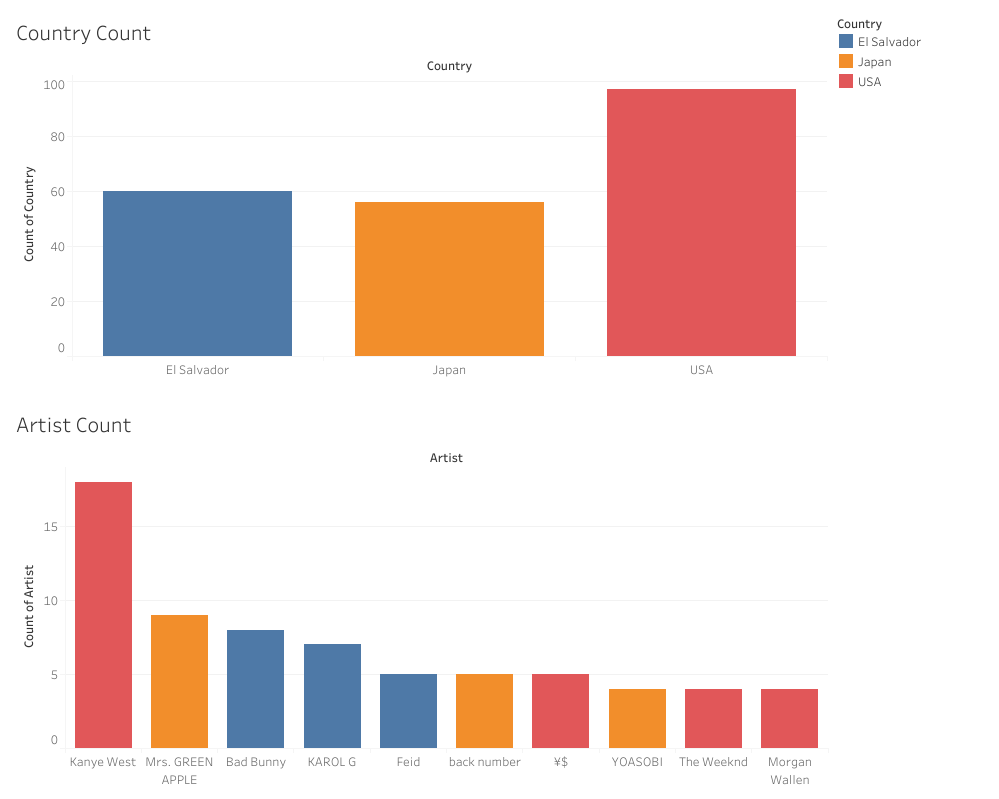 Country Count
Country
El Salvador
Japan
USA
Country
100
80
60
40
20
0
Count of Country
El Salvador Japan USA
Artist Count
Artist
15
10
5
0
Count of Artist
Kanye West Mrs. GREEN Bad Bunny KAROL G Feid back number ¥$ YOASOBI The Weeknd Morgan
APPLE Wallen